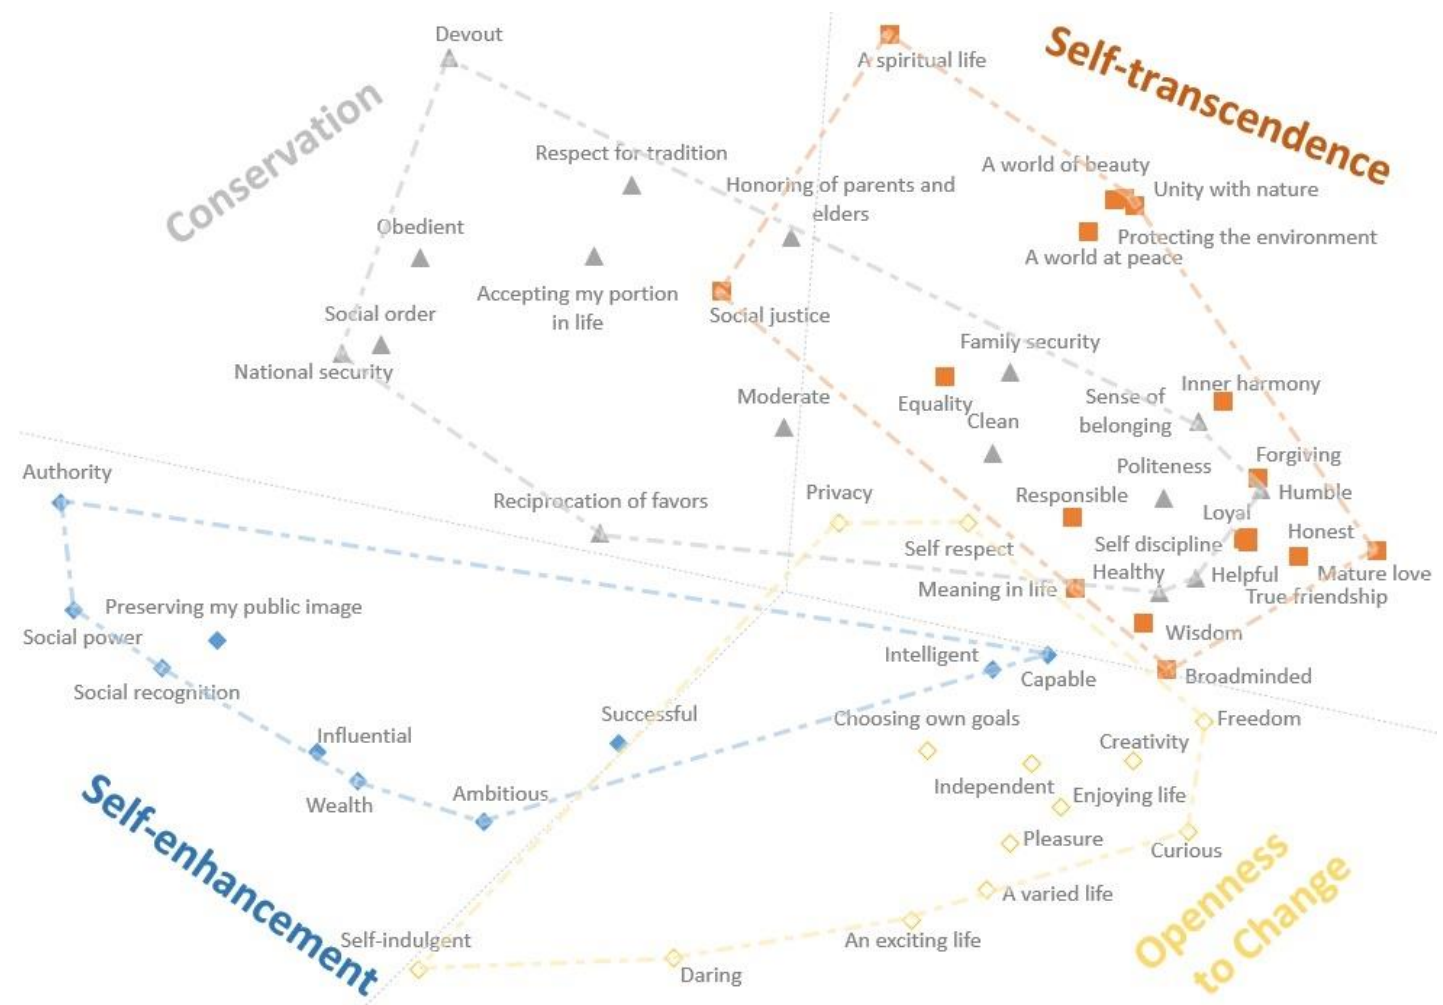 Devout
A spiritual life
Self-transcendence
Conservation
Respect for tradition
A world of beauty
Honoring of parents and
elders
Unity with nature
Obedient
Protecting the environment
A world at peace
Accepting my portion
in life
Social order
Social justice
National security
Family security
Inner harmony
Moderate
Equality
Sense of
belonging
Clean
Authority
Forgiving
Politeness
Reciprocation of favors
Privacy
Responsible
Humble
Loyal
Honest
Self respect
Self discipline
Meaning in life
Healthy
Helpful
Mature love
True friendship
Preserving my public image
Social power
Wisdom
Intelligent
Capable
Broadminded
Social recognition
Successful
Choosing own goals
Freedom
Influential
Creativity
Independent
Enjoying life
Wealth
Ambitious
Pleasure
Curious
Self-enhancement
Openness
to Change
A varied life
Self-indulgent
An exciting life
Daring